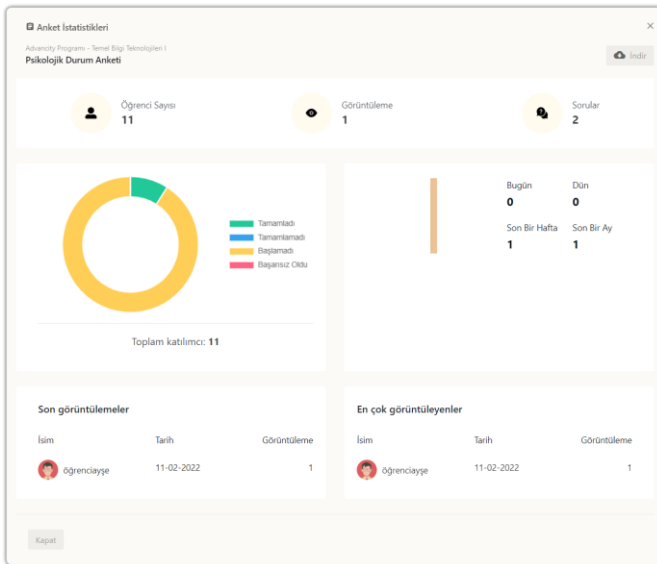 Anket İstatistikleri
Advancity Programı - Temel Bilgi Teknolojileri I
Psikolojik Durum Anketi
İndir
Öğrenci Sayısı
11
Görüntüleme
1
Sorular
2
Tamamladı
Tamamlamadı
Başlamadı
Başarısız Oldu
Toplam katılımcı: 11
Bugün Dün
0 0
Son Bir Hafta Son Bir Ay
1 1
Son görüntülemeler
İsim Tarih Görüntüleme
öğrenciayşe 11-02-2022 1
En çok görüntüleyenler
İsim Tarih Görüntüleme
öğrenciayşe 11-02-2022 1
Kapat